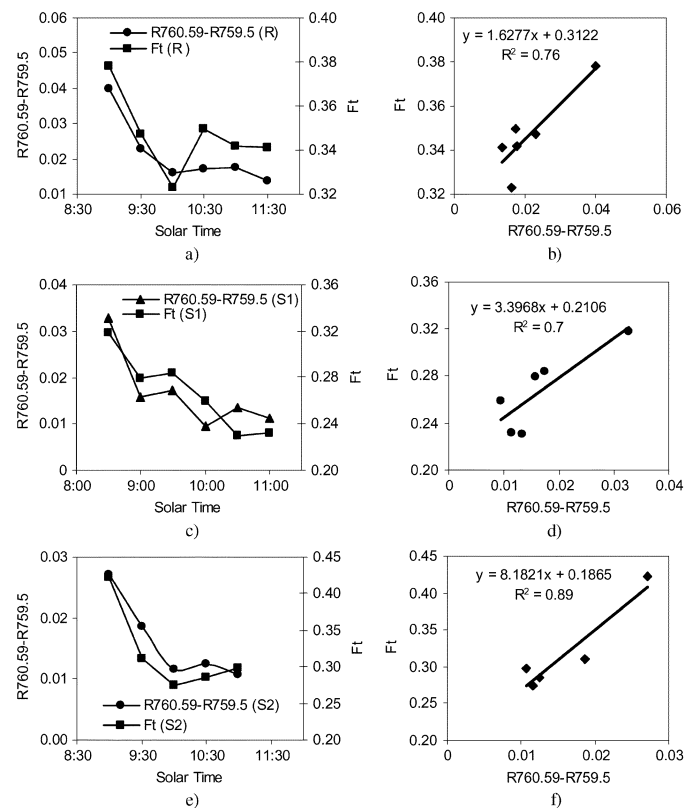 0.06
0.05
0.04
0.03
0.02
0.01
R760.59-R759.5
R760.59-R759.5 (R)
Ft (R )
0.40
0.38
0.36
0.34
0.32
Ft
8:30 9:30 10:30 11:30
Solar Time
a)
0.40
0.38
0.36
0.34
0.32
Ft
y = 1.6277x + 0.3122
R² = 0.76
0 0.02 0.04 0.06
R760.59-R759.5
b)
0.04
0.03
0.02
0.01
0
R760.59-R759.5
R760.59-R759.5 (S1)
Ft (S1)
0.36
0.32
0.28
0.24
0.20
Ft
8:00 9:00 10:00 11:00
Solar Time
c)
0.36
0.32
0.28
0.24
0.20
Ft
y = 3.3968x + 0.2106
R² = 0.7
0 0.01 0.02 0.03 0.04
R760.59-R759.5
d)
0.03
0.02
0.01
0.00
R760.59-R759.5
R760.59-R759.5 (S2)
Ft (S2)
0.45
0.40
0.35
0.30
0.25
0.20
Ft
8:30 9:30 10:30 11:30
Solar Time
e)
0.45
0.40
0.35
0.30
0.25
0.20
Ft
y = 8.1821x + 0.1865
R² = 0.89
0 0.01 0.02 0.03
R760.59-R759.5
f)